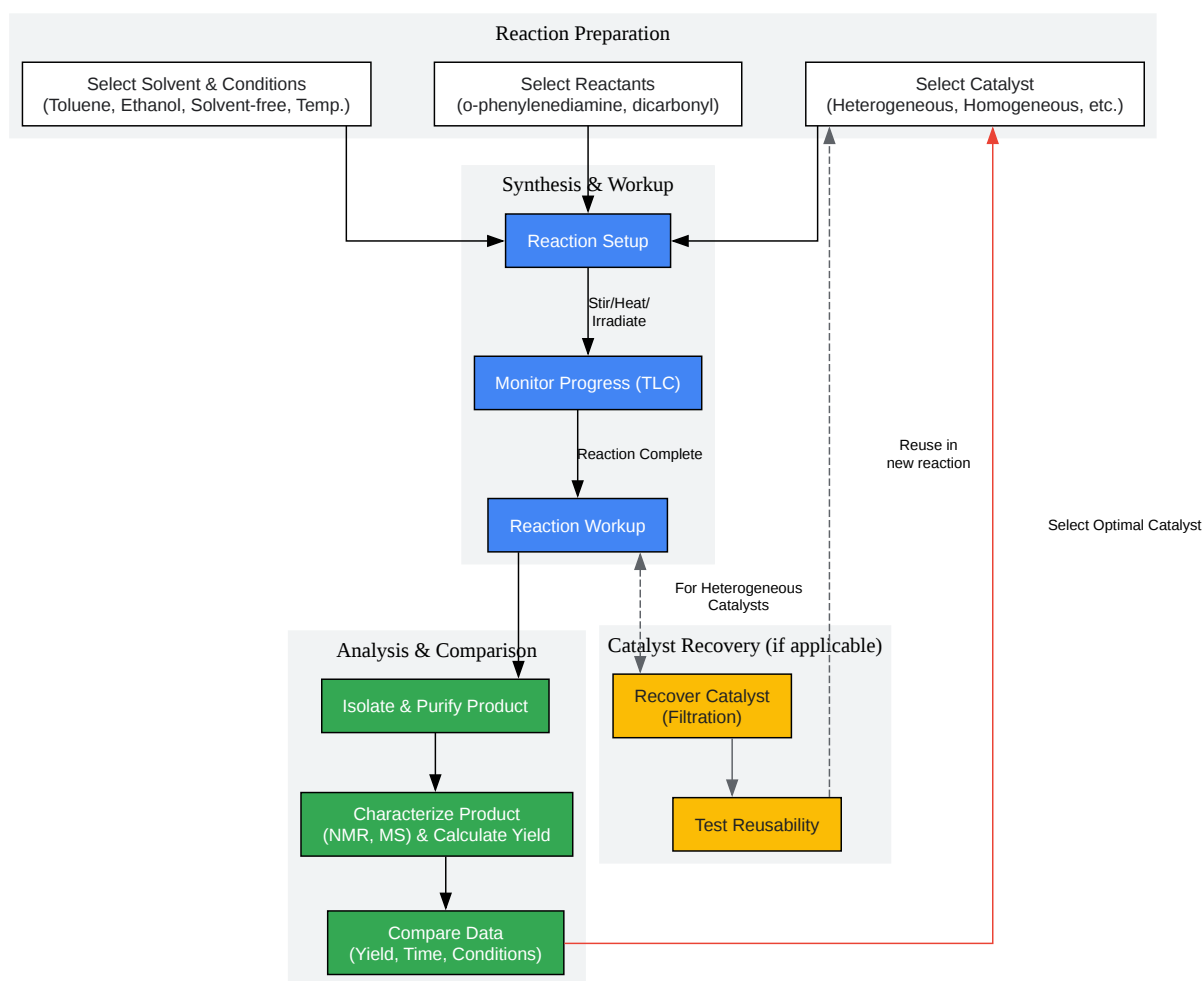 Reaction Preparation
Select Solvent & Conditions
(Toluene, Ethanol, Solvent-free, Temp.)
Select Reactants
(o-phenylenediamine, dicarbonyl)
Select Catalyst
(Heterogeneous, Homogeneous, etc.)
Synthesis & Workup
Reaction Setup
Stir/Heat/
Irradiate
Monitor Progress (TLC)
Reaction Complete
Reuse in
new reaction
Reaction Workup
Select Optimal Catalyst
For Heterogeneous
Catalysts
Analysis & Comparison
Catalyst Recovery (if applicable)
Isolate & Purify Product
Recover Catalyst
(Filtration)
Characterize Product
(NMR, MS) & Calculate Yield
Test Reusability
Compare Data
(Yield, Time, Conditions)